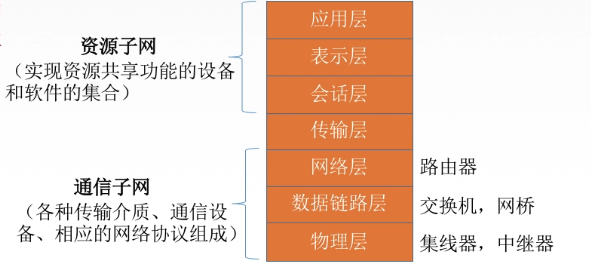 资源子网
（实现资源共享功能的设备
和软件的集合）
通信子网
（各种传输介质、通信设
备、相应的网络协议组成）
应用层
表示层
会话层
传输层
网络层 路由器
数据链路层 交换机，网桥
物理层 集线器，中继器